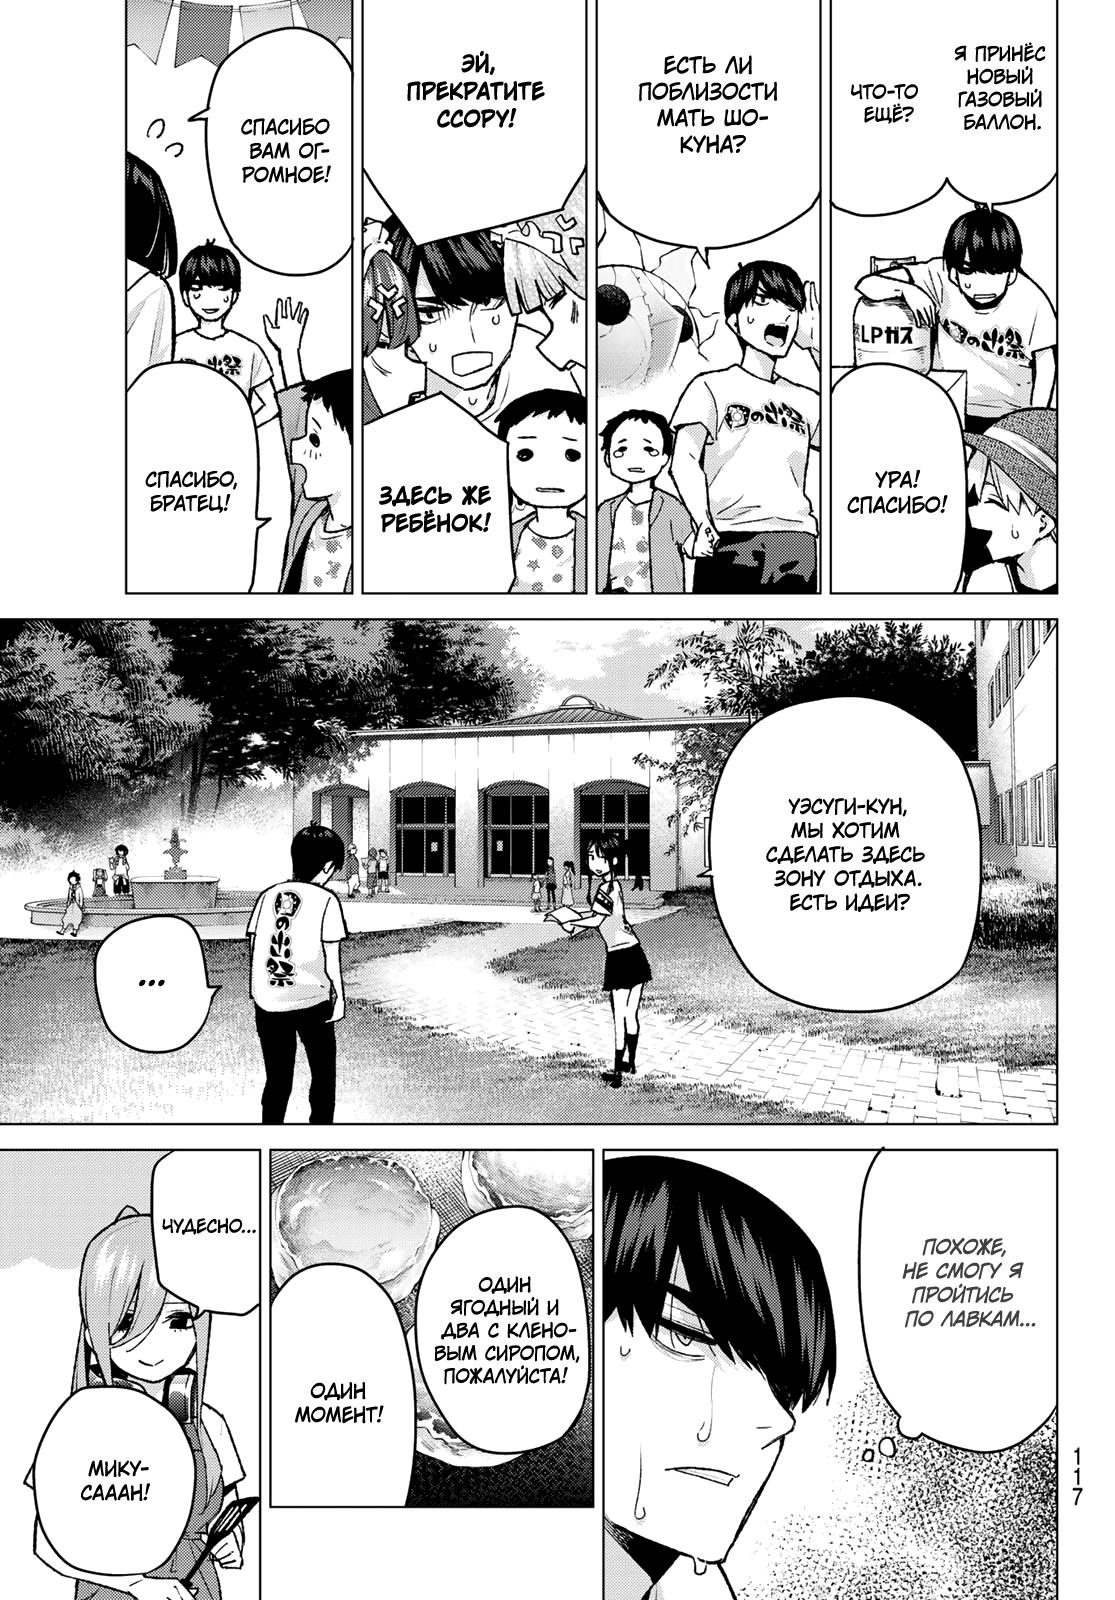 Я ПРИНЁС
НОВЫЙ
ГАЗОВЫЙ
БАЛЛОН.
ЧТО-ТО
ЕЩЁ?
LPガス
УРА!
СПАСИБО!
ЕСТЬ ЛИ
ПОБЛИЗОСТИ
МАТЬ ШО-
КУНА?
ЭЙ,
ПРЕКРАТИТЕ
ССОРУ!
ЗДЕСЬ ЖЕ
РЕБЁНОК!
СПАСИБО
ВАМ ОГ-
РОМНОЕ!
СПАСИБО,
БРАТЕЦ!
УЭСУГИ-КУН,
МЫ ХОТИМ
СДЕЛАТЬ ЗДЕСЬ
ЗОНУ ОТДЫХА.
ЕСТЬ ИДЕИ?
...
ПОХОЖЕ,
НЕ СМОГУ Я
ПРОЙТИСЬ
ПО ЛАВКАМ...
ОДИН
ЯГОДНЫЙ И
ДВА С КЛЕНО-
ВЫМ СИРОПОМ,
ПОЖАЛУЙСТА!
ОДИН
МОМЕНТ!
ЧУДЕСНО...
МИКУ-
СААН!
117